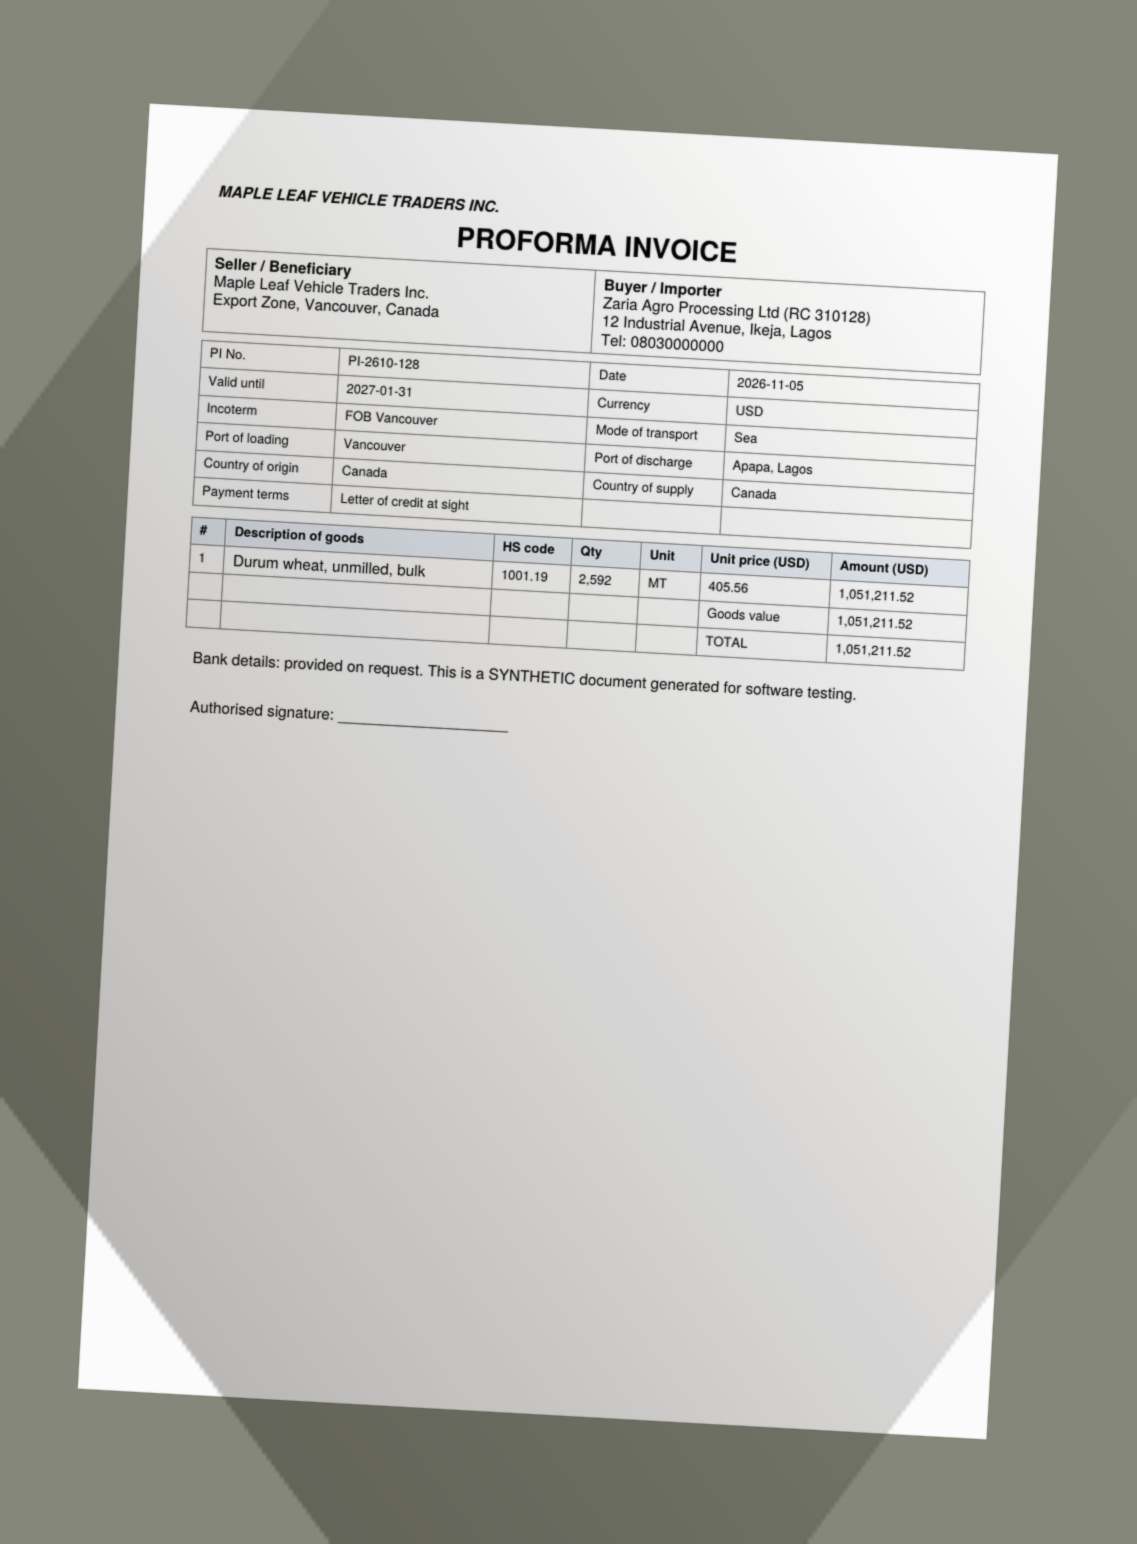 MAPLE LEAF VEHICLE TRADERS INC.
PROFORMA INVOICE
Seller / Beneficiary
Maple Leaf Vehicle Traders Inc.
Export Zone, Vancouver, Canada
Buyer / Importer
Zaria Agro Processing Ltd (RC 310128)
12 Industrial Avenue, Ikeja, Lagos
Tel: 08030000000
PI No. PI-2610-128 Date 2026-11-05
Valid until 2027-01-31 Currency USD
Incoterm FOB Vancouver Mode of transport Sea
Port of loading Vancouver Port of discharge Apapa, Lagos
Country of origin Canada Country of supply Canada
Payment terms Letter of credit at sight
# Description of goods HS code Qty Unit Unit price (USD) Amount (USD)
1 Durum wheat, unmilled, bulk 1001.19 2,592 MT 405.56 1,051,211.52
Goods value 1,051,211.52
TOTAL 1,051,211.52
Bank details: provided on request. This is a SYNTHETIC document generated for software testing.
Authorised signature: ____________________